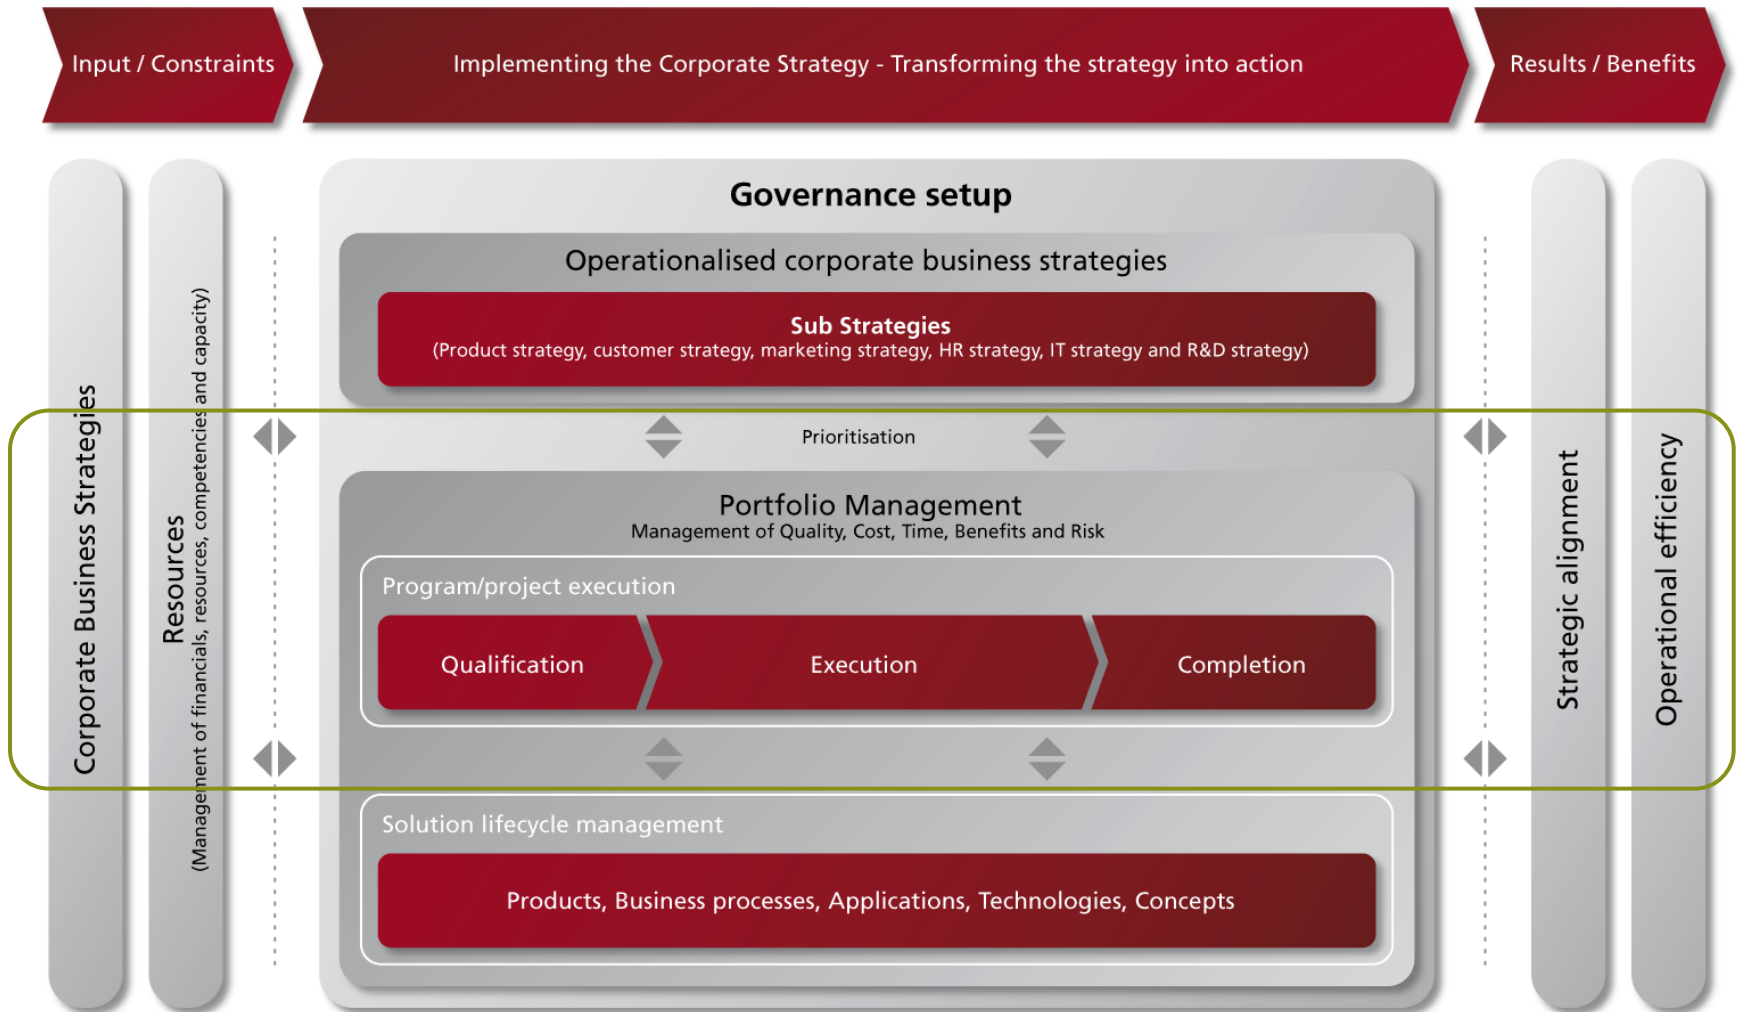 Input / Constraints
Implementing the Corporate Strategy - Transforming the strategy into action
Results / Benefits
Corporate Business Strategies
Resources
(Management of financials, resources, competencies and capacity)
Governance setup
Operationalised corporate business strategies
Sub Strategies
(Product strategy, customer strategy, marketing strategy, HR strategy, IT strategy and R&D strategy)
Prioritisation
Portfolio Management
Management of Quality, Cost, Time, Benefits and Risk
Program/project execution
Qualification
Execution
Completion
Solution lifecycle management
Products, Business processes, Applications, Technologies, Concepts
Strategic alignment
Operational efficiency